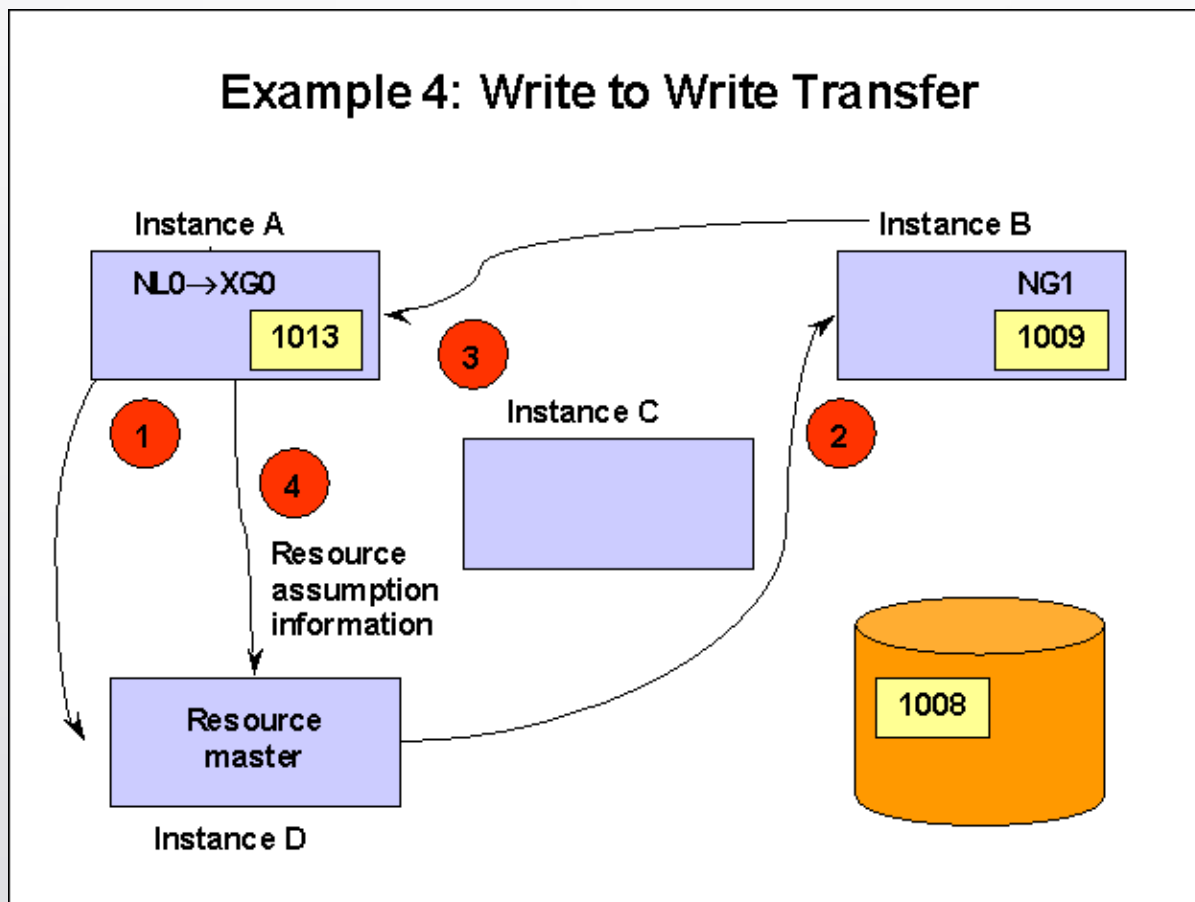 Example 4: Write to Write Transfer
Instance A
Instance B
NL0→XG0
NG1
1013
1009
3
Instance C
1
2
4
Resource
assumption
information
1008
Resource
master
Instance D